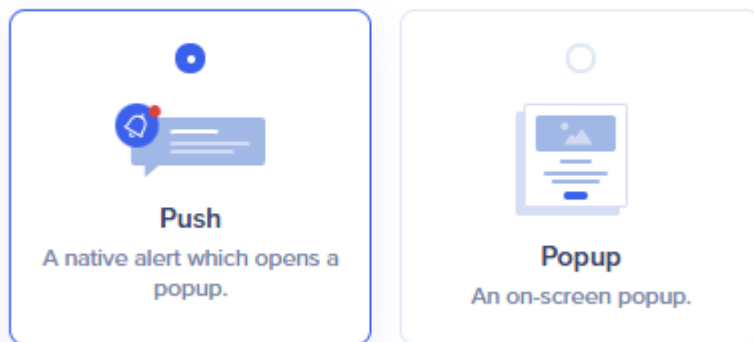 Push
A native alert which opens a
popup.
Popup
An on-screen popup.